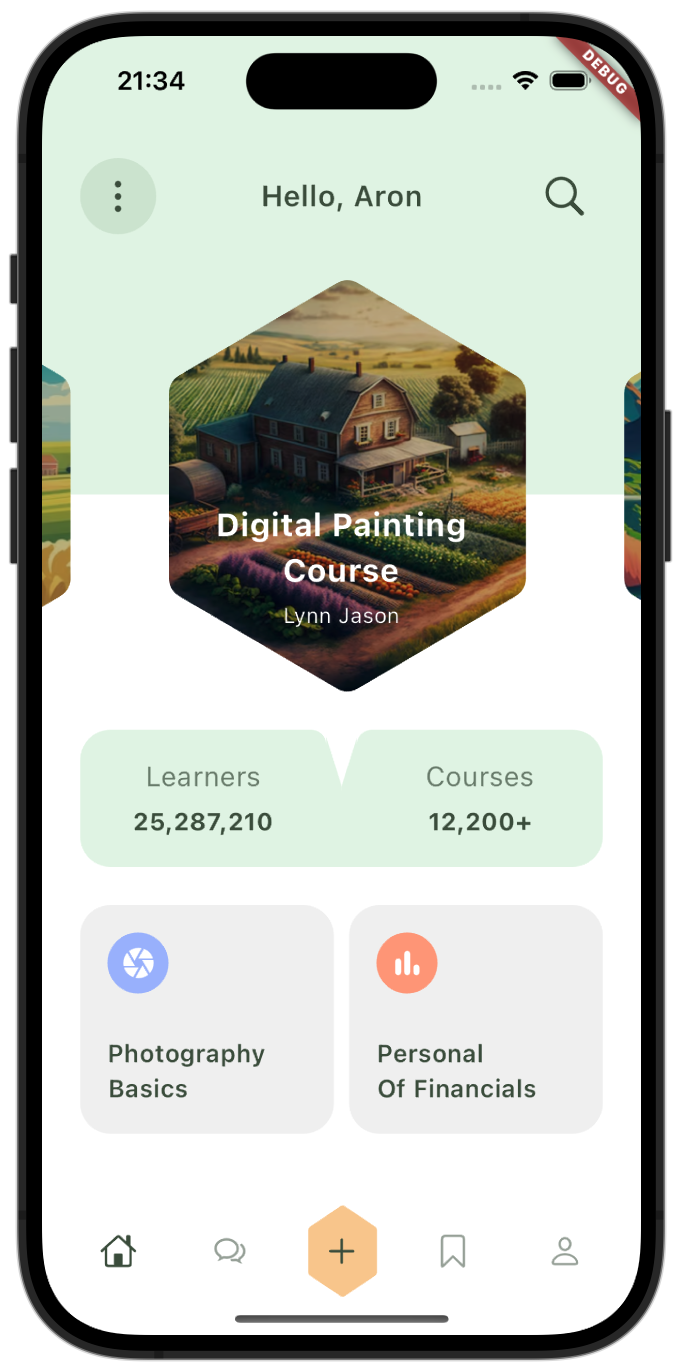 21:34
DEBUG
Hello, Aron
Digital Painting
Course
Lynn Jason
Learners
Courses
25,287,210
12,200+
Photography
Basics
Personal
Of Financials